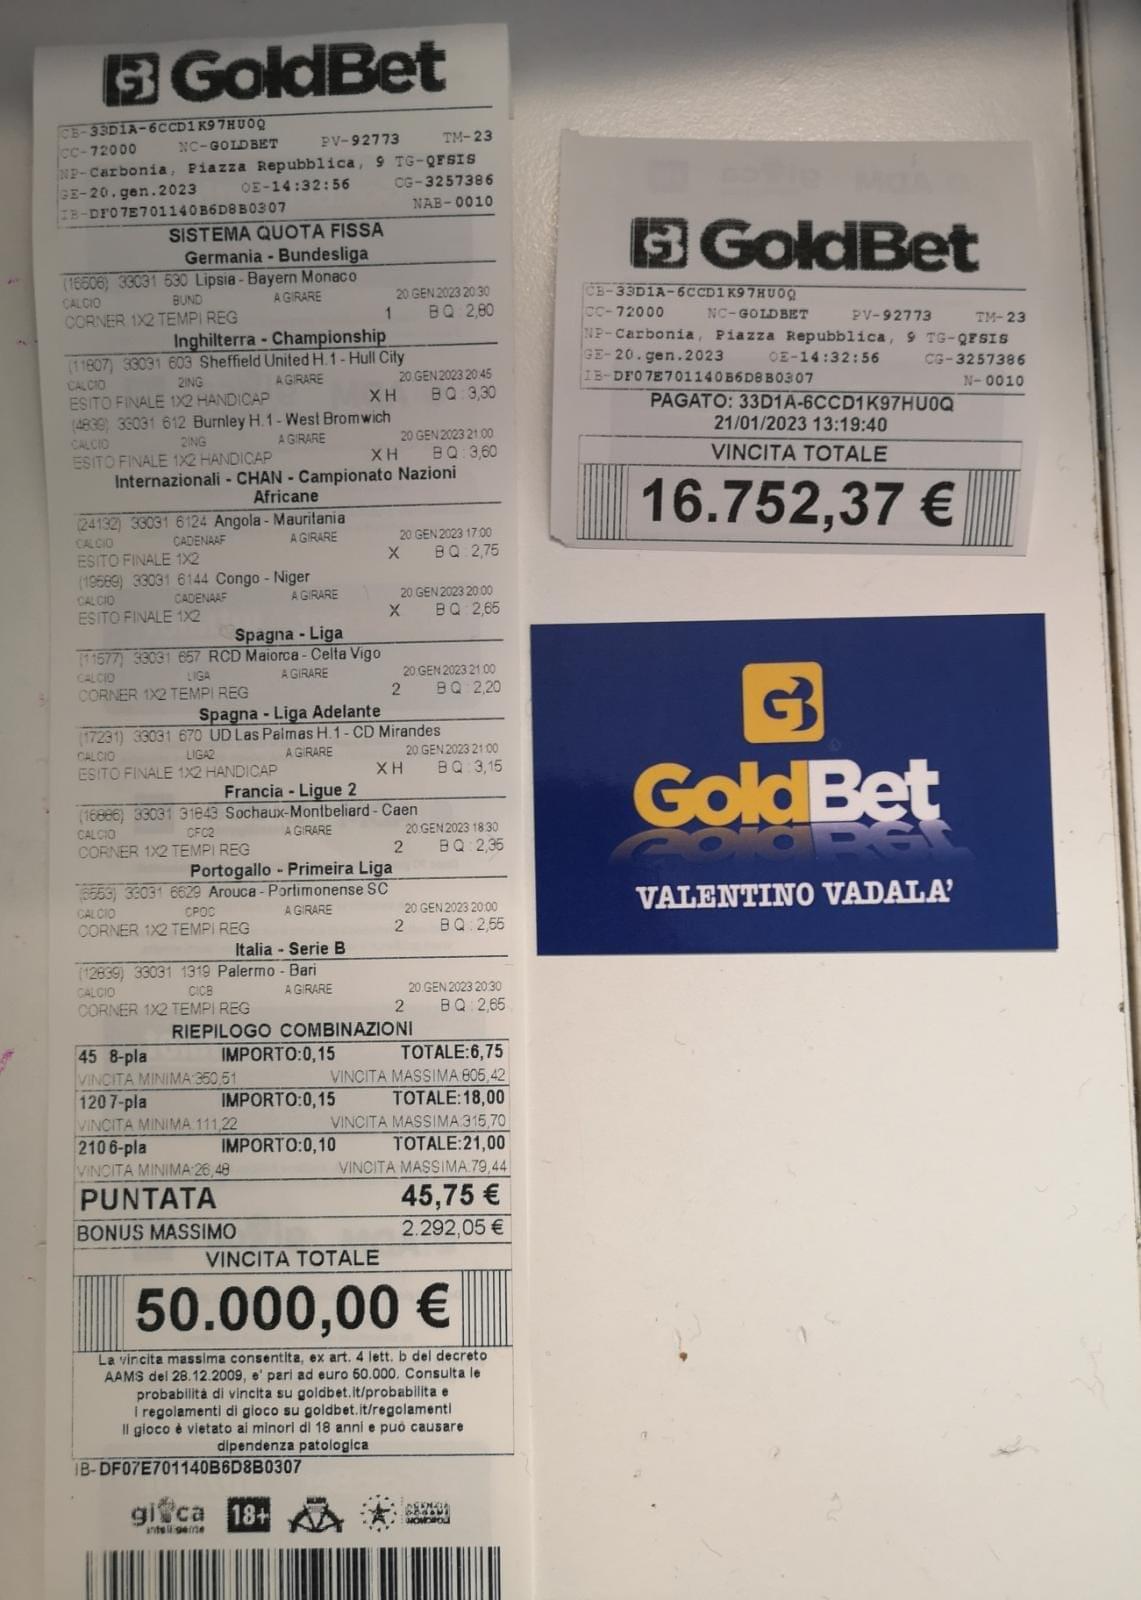 GoldBet
CB-33D1A-6CCD1K97HU0Q
CC-72000 NC-GOLDBET PV-92773 TM-23
NP-Carbonia, Piazza Repubblica, 9 TG-QFSIS
GE-20.gen.2023 OE-14:32:56 CG-3257386
IB-DF07E701140B6D8B0307 NAB-0010
SISTEMA QUOTA FISSA
Germania - Bundesliga
(16506) 33031 530 Lipsia - Bayern Monaco
CALCIO BUND A GIRARE 20 GEN 2023 20:30
CORNER 1X2 TEMPI REG 1 B Q : 2,80
Inghilterra - Championship
(11807) 33031 603 Sheffield United H.1 - Hull City
CALCIO 2ING A GIRARE 20 GEN 2023 20:45
ESITO FINALE 1X2 HANDICAP X H B Q : 3,30
(4839) 33031 612 Burnley H.1 - West Bromwich
CALCIO 2ING A GIRARE 20 GEN 2023 21:00
ESITO FINALE 1X2 HANDICAP X H B Q : 3,60
Internazionali - CHAN - Campionato Nazioni
Africane
(24132) 33031 6124 Angola - Mauritania
CALCIO CADENAAF A GIRARE 20 GEN 2023 17:00
ESITO FINALE 1X2 X B Q : 2,75
(19569) 33031 6144 Congo - Niger
CALCIO CADENAAF A GIRARE 20 GEN 2023 20:00
ESITO FINALE 1X2 X B Q : 2,65
Spagna - Liga
(11577) 33031 657 RCD Maiorca - Celta Vigo
CALCIO LIGA A GIRARE 20 GEN 2023 21:00
CORNER 1X2 TEMPI REG 2 B Q : 2,20
Spagna - Liga Adelante
(17231) 33031 670 UD Las Palmas H.1 - CD Mirandes
CALCIO LIGA2 A GIRARE 20 GEN 2023 21:00
ESITO FINALE 1X2 HANDICAP X H B Q : 3,15
Francia - Ligue 2
(16886) 33031 31643 Sochaux-Montbeliard - Caen
CALCIO CFC2 A GIRARE 20 GEN 2023 18:30
CORNER 1X2 TEMPI REG 2 B Q : 2,35
Portogallo - Primeira Liga
33031 6629 Arouca - Portimonense SC
CALCIO CPOC A GIRARE 20 GEN 2023 20:00
CORNER 1X2 TEMPI REG 2 B Q : 2,55
Italia - Serie B
(12839) 33031 1319 Palermo - Bari
CALCIO CICB A GIRARE 20 GEN 2023 20:30
CORNER 1X2 TEMPI REG 2 B Q : 2,65
RIEPILOGO COMBINAZIONI
45 8-pla IMPORTO:0,15 TOTALE:6,75
VINCITA MINIMA:350,51 VINCITA MASSIMA:805,42
120 7-pla IMPORTO:0,15 TOTALE:18,00
VINCITA MINIMA:111,22 VINCITA MASSIMA:315,70
210 6-pla IMPORTO:0,10 TOTALE:21,00
VINCITA MINIMA:26,48 VINCITA MASSIMA:79,44
PUNTATA 45,75 €
BONUS MASSIMO 2.292,05 €
VINCITA TOTALE
50.000,00 €
La vincita massima consentita, ex art. 4 lett. b del decreto
AAMS del 28.12.2009, e' pari ad euro 50.000. Consulta le
probabilità di vincita su goldbet.it/probabilita e
i regolamenti di gioco su goldbet.it/regolamenti
Il gioco è vietato ai minori di 18 anni e può causare
dipendenza patologica
IB-DF07E701140B6D8B0307
gioca 18+
intelligente
GoldBet
CB-33D1A-6CCD1K97HU0Q
CC-72000 NC-GOLDBET PV-92773 TM-23
NP-Carbonia, Piazza Repubblica, 9 TG-QFSIS
GE-20.gen.2023 OE-14:32:56 CG-3257386
IB-DF07E701140B6D8B0307 N-0010
PAGATO: 33D1A-6CCD1K97HU0Q
21/01/2023 13:19:40
VINCITA TOTALE
16.752,37 €
GoldBet
VALENTINO VADALA'